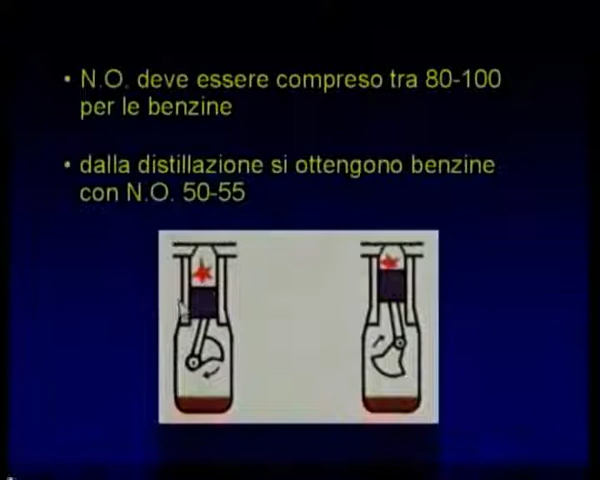 • N.O. deve essere compreso tra 80-100
per le benzine
• dalla distillazione si ottengono benzine
con N.O. 50-55